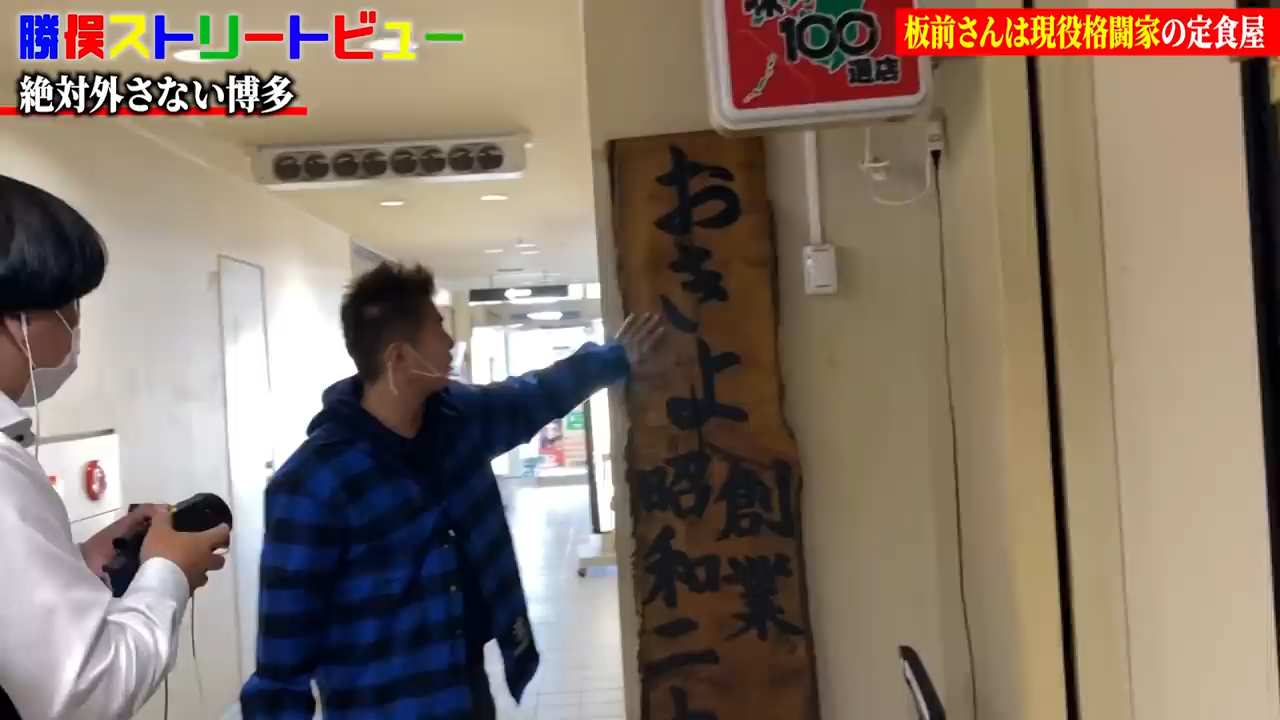 勝俣ストリートビュー
絶対外さない博多
板前さんは現役格闘家の定食屋
100
選店
おきよ
創業
昭和二十